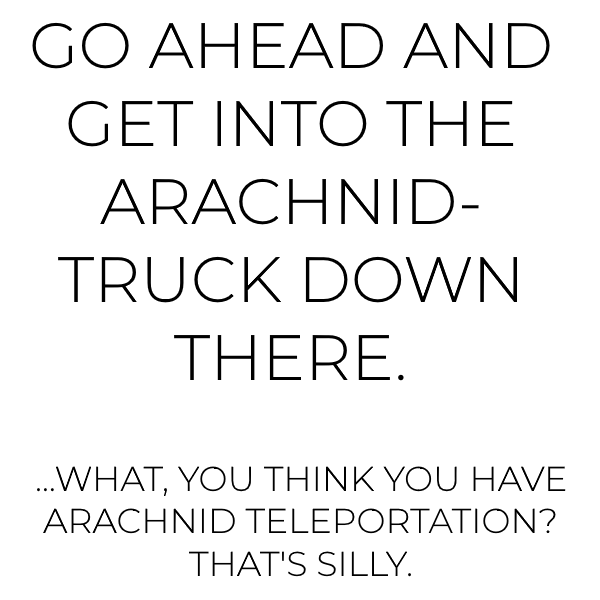 GO AHEAD AND
GET INTO THE
ARACHNID-
TRUCK DOWN
THERE.
...WHAT, YOU THINK YOU HAVE
ARACHNID TELEPORTATION?
THAT'S SILLY.